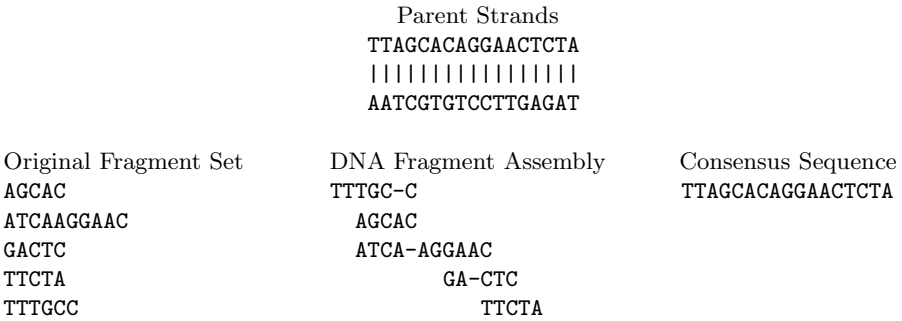 Parent Strands
TTAGCACAGGAACTCTA
|||||||||||||||||
AATCGTGTCCTTGAGAT
Original Fragment Set DNA Fragment Assembly Consensus Sequence
AGCAC TTTGC-C TTAGCACAGGAACTCTA
ATCAAGGAAC AGCAC
GACTC ATCA-AGGAAC
TTCTA GA-CTC
TTTGCC TTCTA